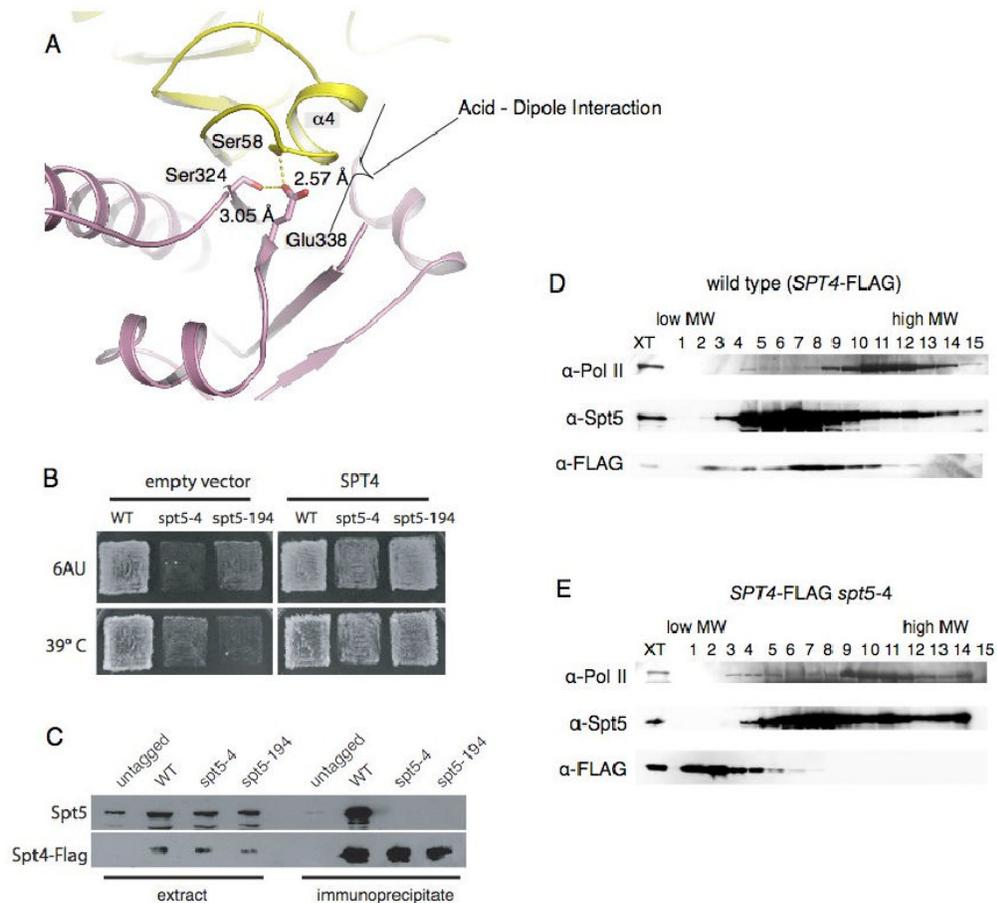 A
α4
Acid - Dipole Interaction
Ser58
Ser324
2.57 Å
3.05 Å
Glu338
B
empty vector SPT4
WT spt5-4 spt5-194 WT spt5-4 spt5-194
6AU
39° C
C
untagged WT spt5-4 spt5-194 untagged WT spt5-4 spt5-194
Spt5
Spt4-Flag
extract immunoprecipitate
D
wild type (SPT4-FLAG)
low MW high MW
XT 1 2 3 4 5 6 7 8 9 10 11 12 13 14 15
α-Pol II
α-Spt5
α-FLAG
E
SPT4-FLAG spt5-4
low MW high MW
XT 1 2 3 4 5 6 7 8 9 10 11 12 13 14 15
α-Pol II
α-Spt5
α-FLAG